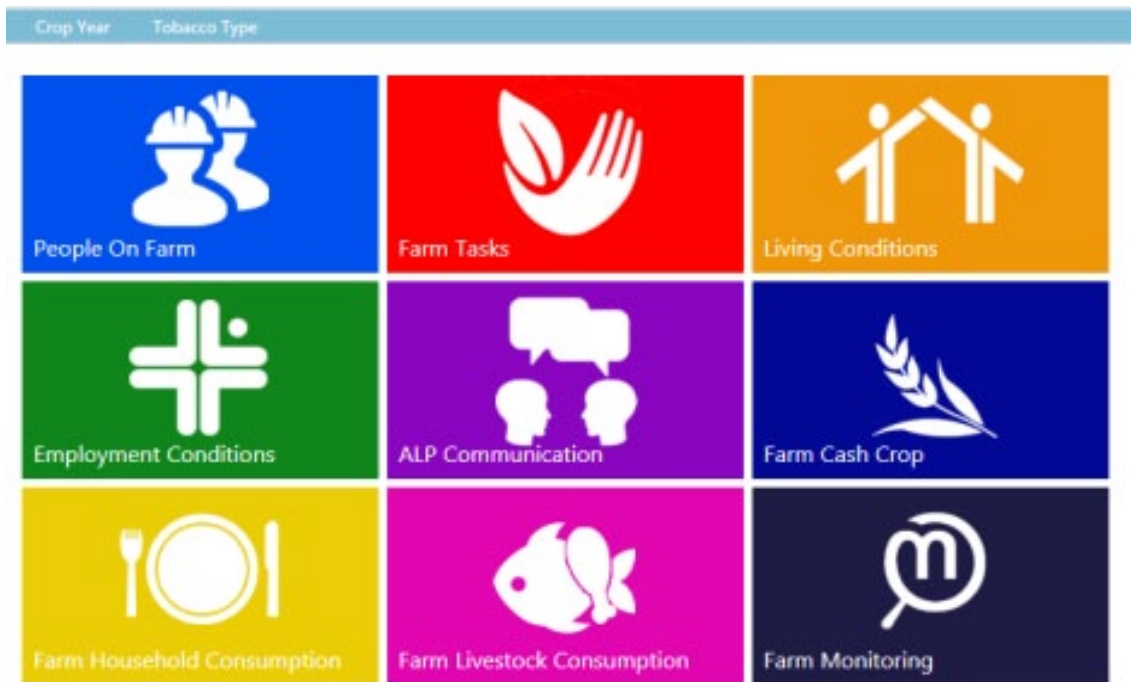 Crop Year Tobacco Type
People On Farm
Farm Tasks
Living Conditions
Employment Conditions
ALP Communication
Farm Cash Crop
Farm Household Consumption
Farm Livestock Consumption
m
Farm Monitoring